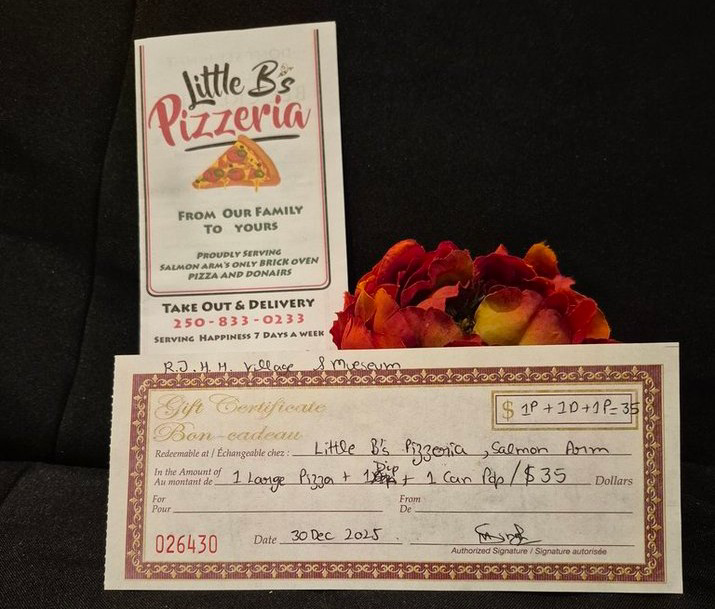 Little B's
Pizzeria
FROM OUR FAMILY
TO YOURS
PROUDLY SERVING
SALMON ARM'S ONLY BRICK OVEN
PIZZA AND DONAIRS
TAKE OUT & DELIVERY
250-833-0233
SERVING HAPPINESS 7 DAYS A WEEK
R.J.H.H. Village & Museum
Gift Certificate
Bon-cadeau
$ 1P + 1D + 1P = 35
Redeemable at / Échangeable chez : Little B's Pizzeria, Salmon Arm
In the Amount of
Au montant de 1 Large Pizza + 1 Dip + 1 Can Pop / $35 Dollars
For
Pour
From
De
026430
Date 30 Dec 2025
Authorized Signature / Signature autorisée